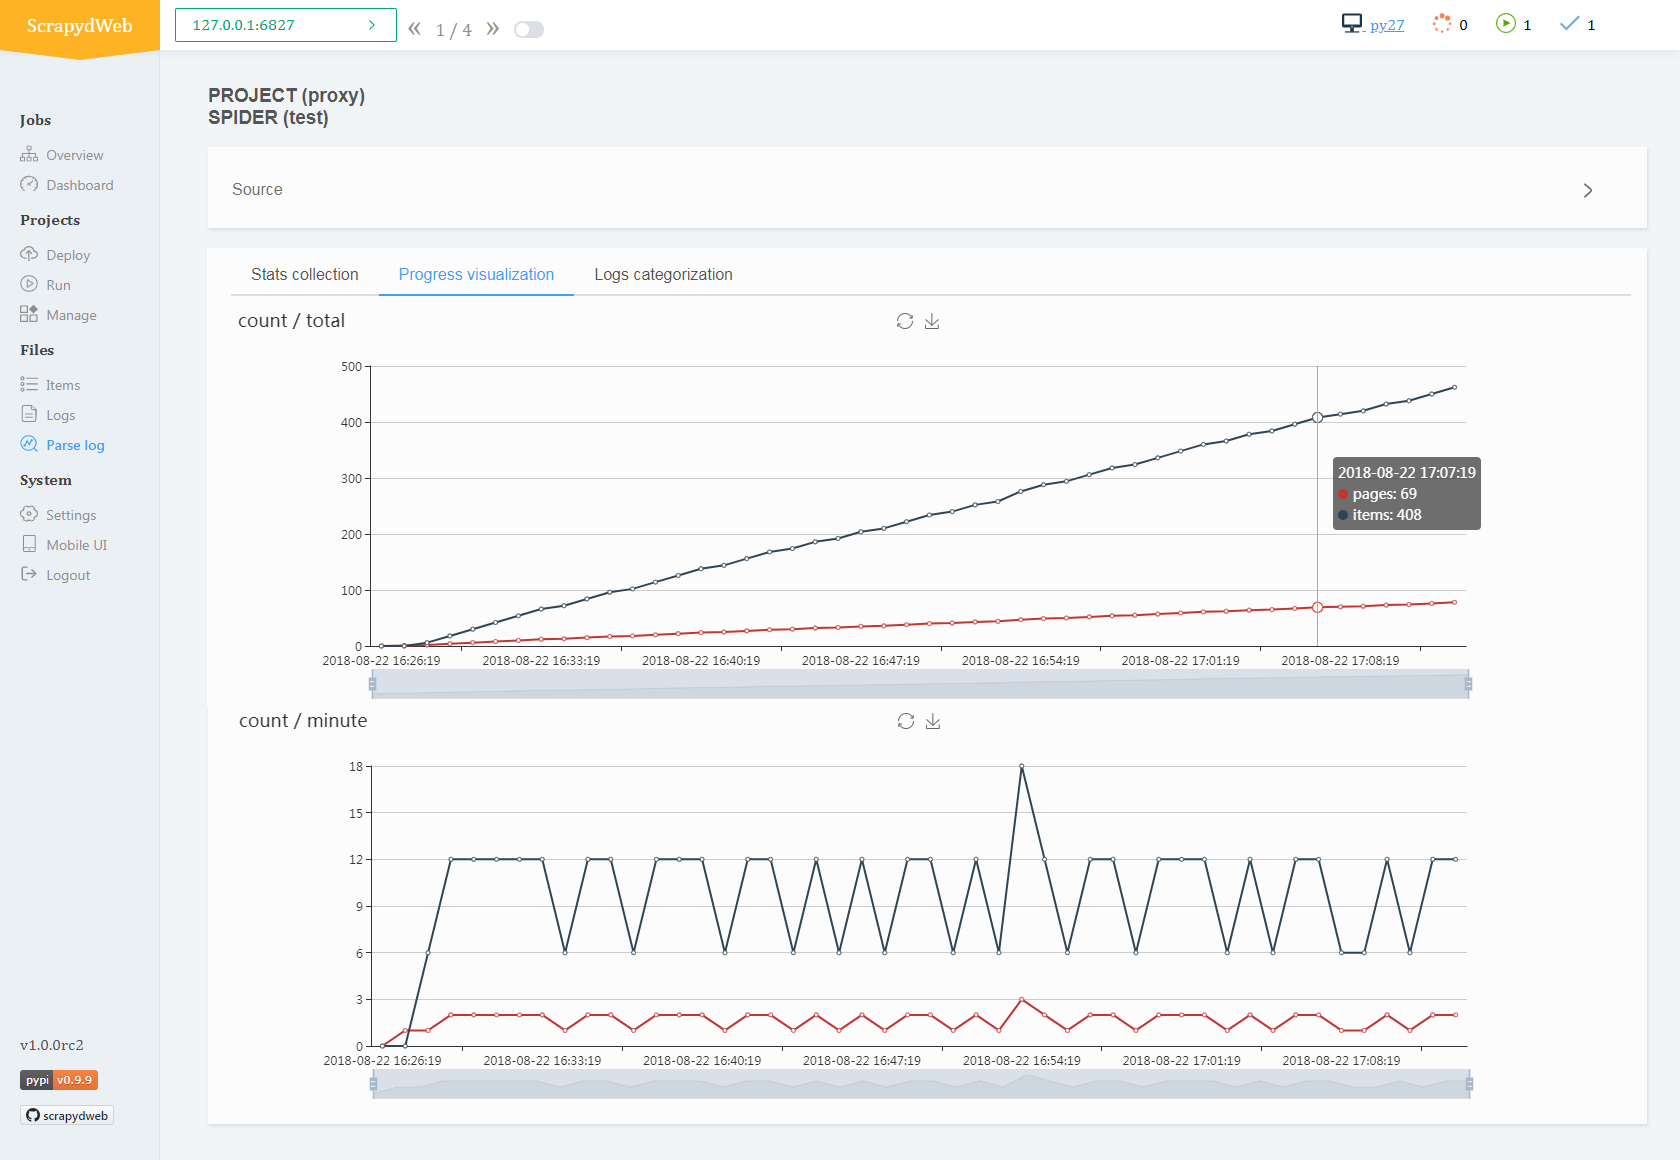 ScrapydWeb
127.0.0.1:6827
1 / 4
py27
0
1
1
Jobs
Overview
Dashboard
Projects
Deploy
Run
Manage
Files
Items
Logs
Parse log
System
Settings
Mobile UI
Logout
v1.0.0rc2
pypi v0.9.9
scrapydweb
PROJECT (proxy)
SPIDER (test)
Source
Stats collection
Progress visualization
Logs categorization
count / total
500
400
300
200
100
0
2018-08-22 17:07:19
pages: 69
items: 408
2018-08-22 16:26:19
2018-08-22 16:33:19
2018-08-22 16:40:19
2018-08-22 16:47:19
2018-08-22 16:54:19
2018-08-22 17:01:19
2018-08-22 17:08:19
count / minute
18
15
12
9
6
3
0
2018-08-22 16:26:19
2018-08-22 16:33:19
2018-08-22 16:40:19
2018-08-22 16:47:19
2018-08-22 16:54:19
2018-08-22 17:01:19
2018-08-22 17:08:19